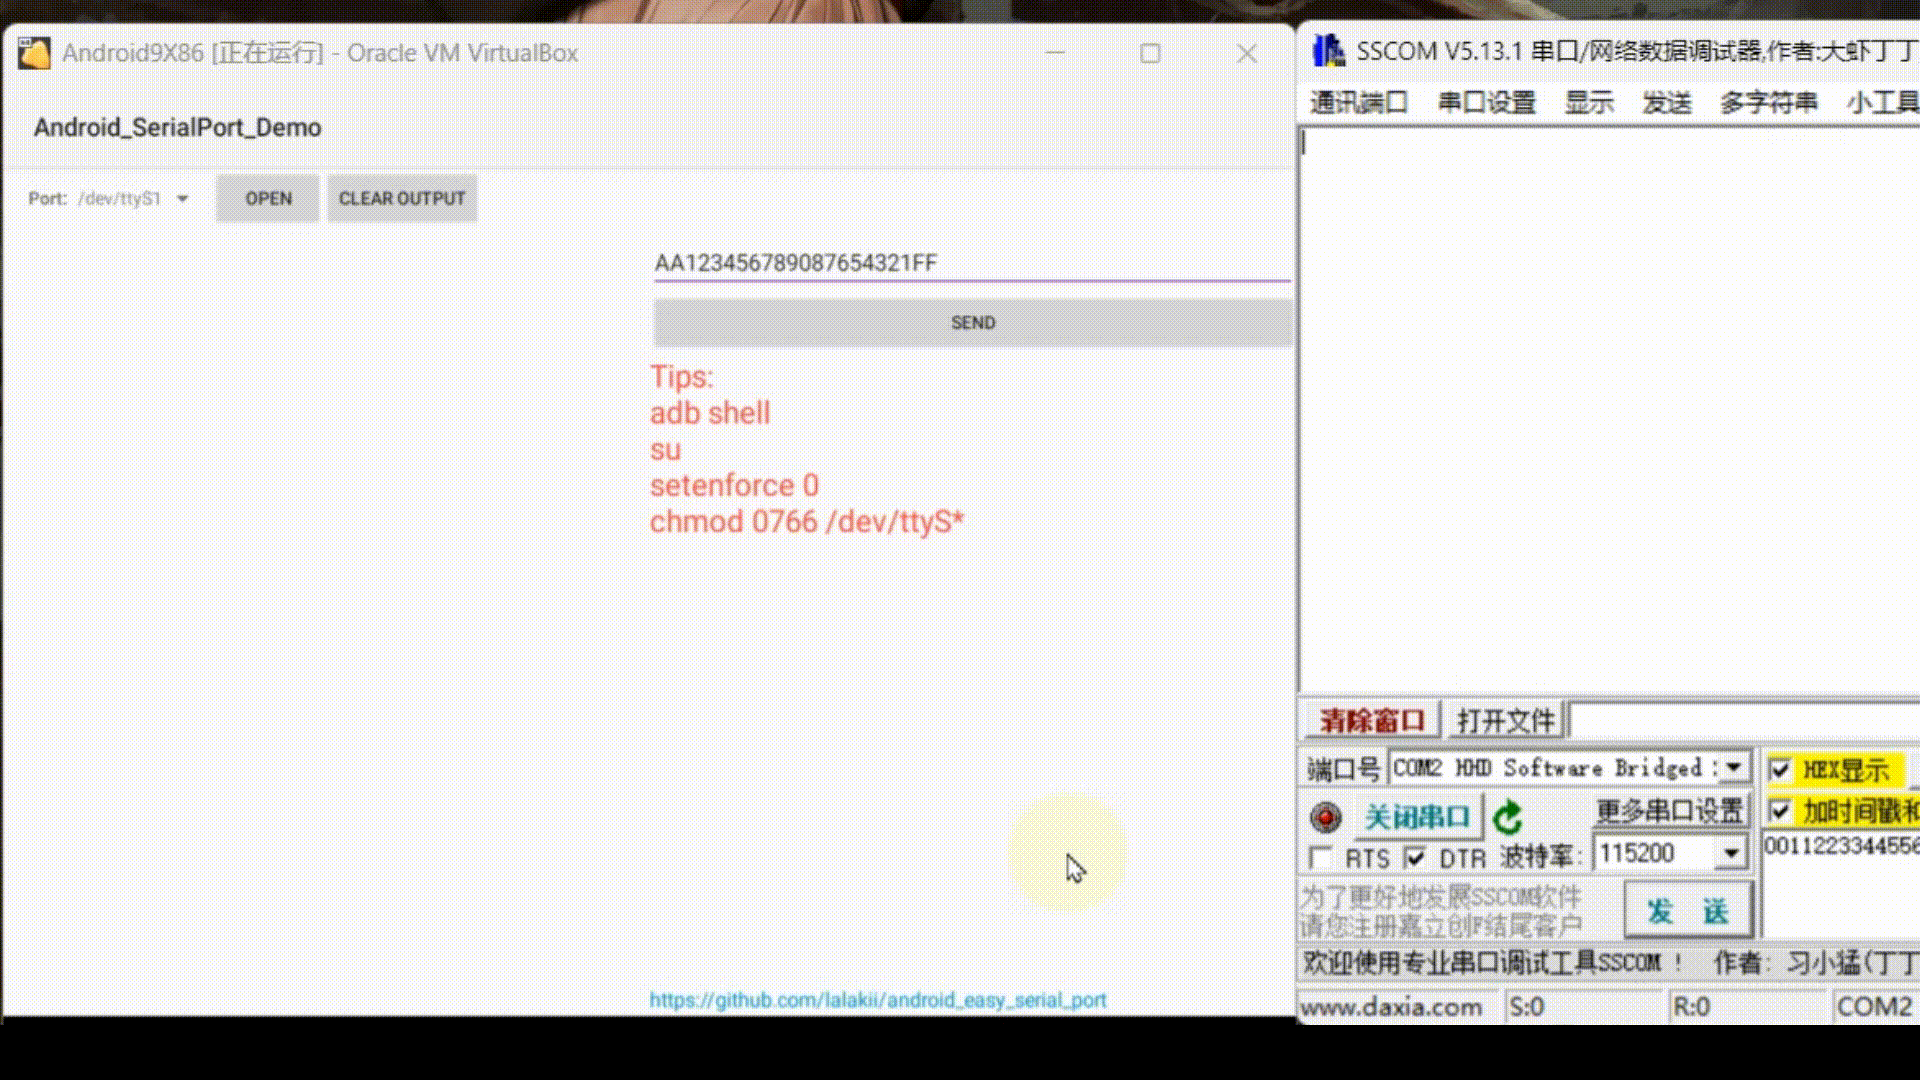 Android9X86 [正在运行] - Oracle VM VirtualBox
Android_SerialPort_Demo
Port: /dev/ttyS1
OPEN
CLEAR OUTPUT
AA123456789087654321FF
SEND
Tips:
adb shell
su
setenforce 0
chmod 0766 /dev/ttyS*
https://github.com/lalakii/android_easy_serial_port
SSCOM V5.13.1 串口/网络数据调试器,作者:大虾丁丁
通讯端口 串口设置 显示 发送 多字符串 小工具
清除窗口 打开文件
端口号 COM2 HHD Software Bridged
HEX显示
关闭串口 更多串口设置
加时间戳和
RTS DTR 波特率: 115200
0011223344556
为了更好地发展SSCOM软件
请您注册嘉立创F结尾客户
发 送
欢迎使用专业串口调试工具SSCOM ! 作者: 习小猛(丁丁
www.daxia.com S:0 R:0 COM2